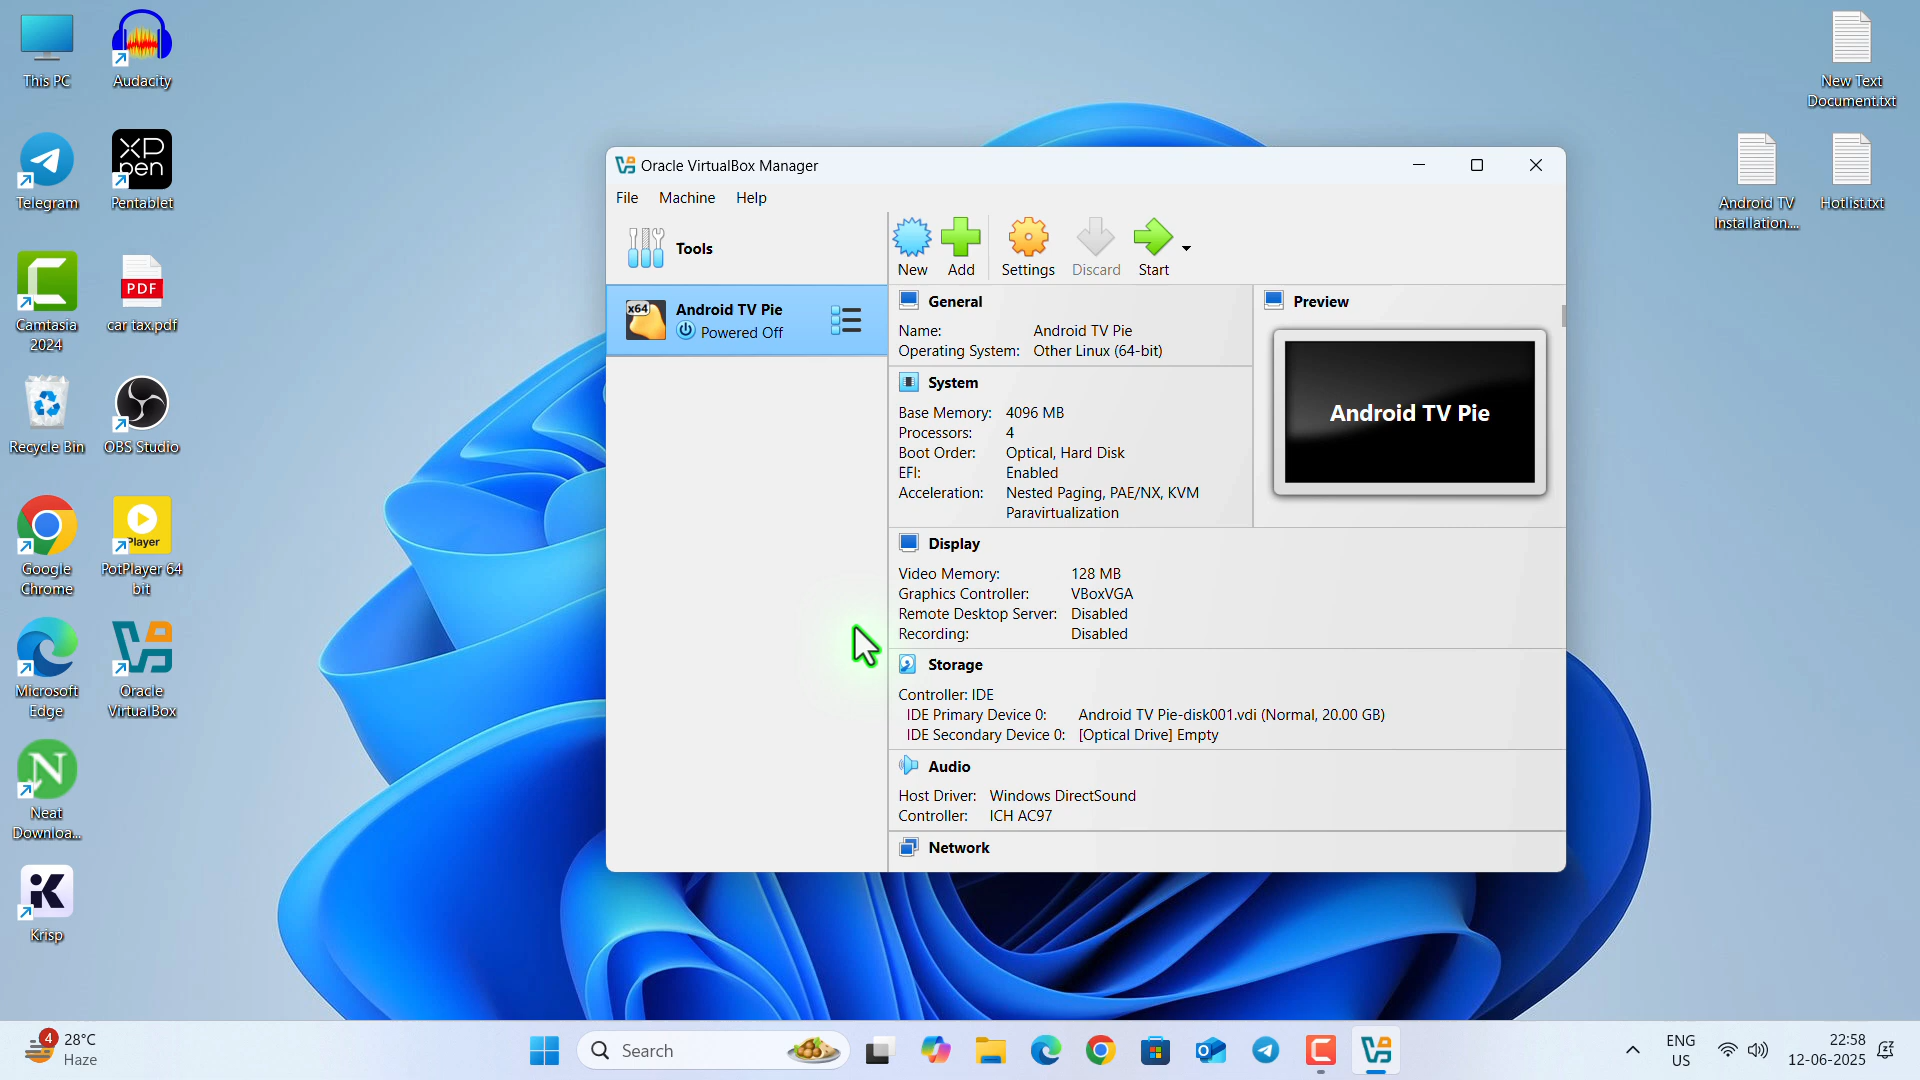 This PC
Audacity
Telegram
XP
pen
Pentablet
Camtasia
2024
PDF
car tax.pdf
Recycle Bin
OBS Studio
Google
Chrome
Player
PotPlayer 64
bit
Microsoft
Edge
Oracle
VirtualBox
Neat
Downloa...
Krisp
New Text
Document.txt
Android TV
Installation....
Hotlist.txt
Oracle VirtualBox Manager
File Machine Help
Tools
New Add Settings Discard Start
x64
Android TV Pie
Powered Off
General
Name: Android TV Pie
Operating System: Other Linux (64-bit)
System
Base Memory: 4096 MB
Processors: 4
Boot Order: Optical, Hard Disk
EFI: Enabled
Acceleration: Nested Paging, PAE/NX, KVM
Paravirtualization
Preview
Android TV Pie
Display
Video Memory: 128 MB
Graphics Controller: VBoxVGA
Remote Desktop Server: Disabled
Recording: Disabled
Storage
Controller: IDE
IDE Primary Device 0: Android TV Pie-disk001.vdi (Normal, 20.00 GB)
IDE Secondary Device 0: [Optical Drive] Empty
Audio
Host Driver: Windows DirectSound
Controller: ICH AC97
Network
4
28°C
Haze
Search
ENG
US
22:58
12-06-2025